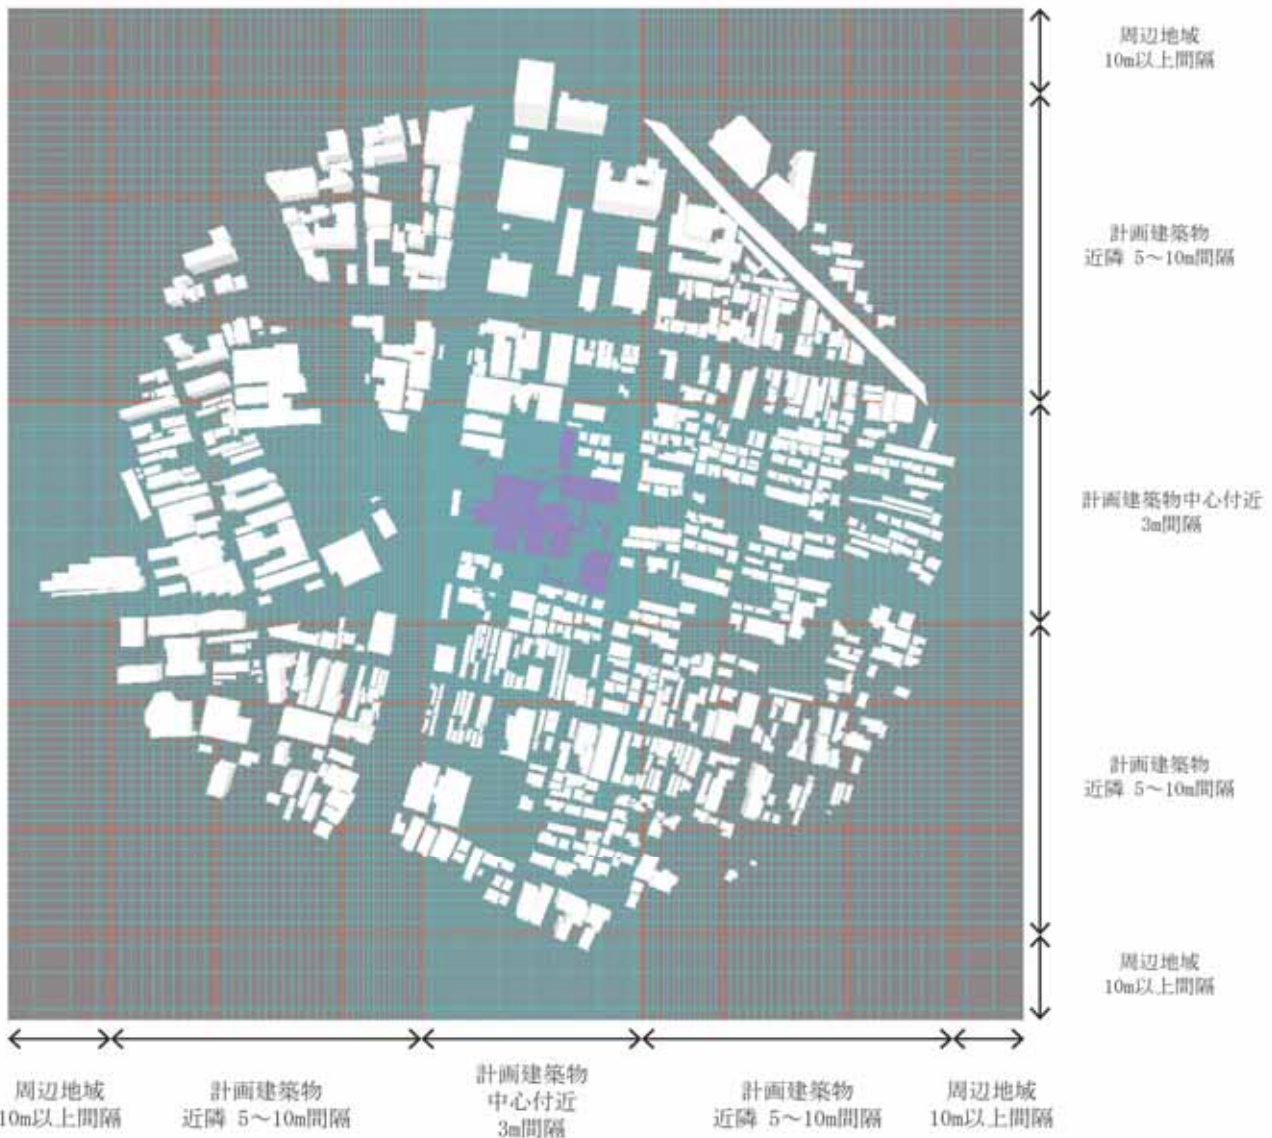 周辺地域
10m以上間隔
計画建築物
近隣 5～10m間隔
計画建築物中心付近
3m間隔
計画建築物
近隣 5～10m間隔
周辺地域
10m以上間隔
周辺地域
10m以上間隔
計画建築物
近隣 5～10m間隔
計画建築物
中心付近
3m間隔
計画建築物
近隣 5～10m間隔
周辺地域
10m以上間隔